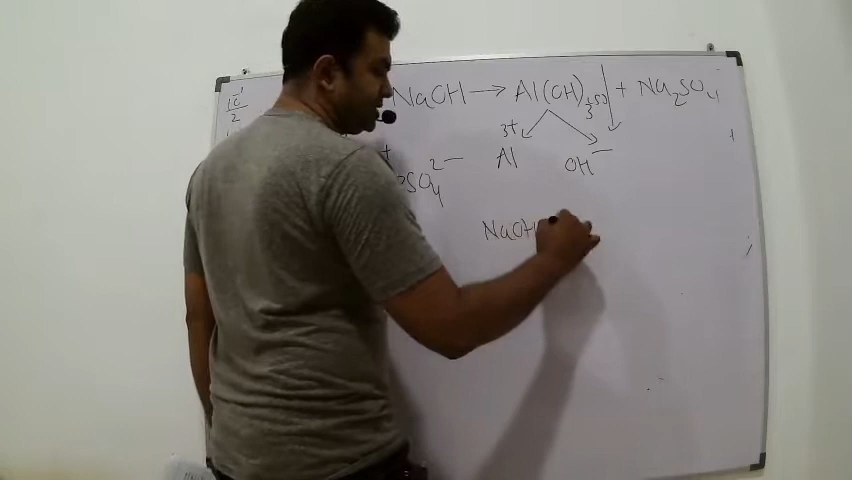 NaOH → Al(OH)₃ ↓ + Na₂SO₄
3+
Al OH⁻
SO₄²⁻
NaOH